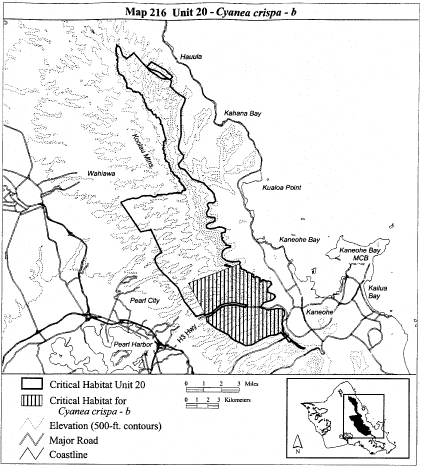 Map 216 Unit 20 - Cyanea crispa - b
Hauula
Kahana Bay
Koolau Mtns.
Wahiawa
Kualoa Point
Kaneohe Bay
Kaneohe Bay
MCB
Kailua
Bay
Pearl City
Kaneohe
H3 Hwy
Pearl Harbor
Critical Habitat Unit 20
Critical Habitat for
Cyanea crispa - b
Elevation (500-ft. contours)
Major Road
Coastline
0 1 2 3 Miles
0 1 2 3 Kilometers
N